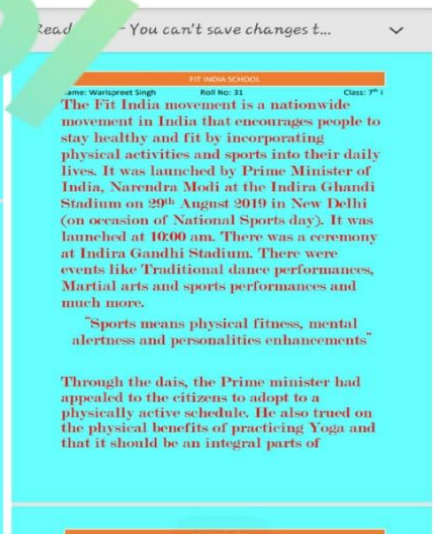 Read - You can't save changes t...
FIT INDIA SCHOOL
ame: Warispreet Singh Roll No: 31 Class: 7th
The Fit India movement is a nationwide
movement in India that encourages people to
stay healthy and fit by incorporating
physical activities and sports into their daily
lives. It was launched by Prime Minister of
India, Narendra Modi at the Indira Ghandi
Stadium on 29th August 2019 in New Delhi
(on occasion of National Sports day). It was
launched at 10:00 am. There was a ceremony
at Indira Gandhi Stadium. There were
events like Traditional dance performances,
Martial arts and sports performances and
much more.
"Sports means physical fitness, mental
alertness and personalities enhancements"
Through the dais, the Prime minister had
appealed to the citizens to adopt to a
physically active schedule. He also trued on
the physical benefits of practicing Yoga and
that it should be an integral parts of